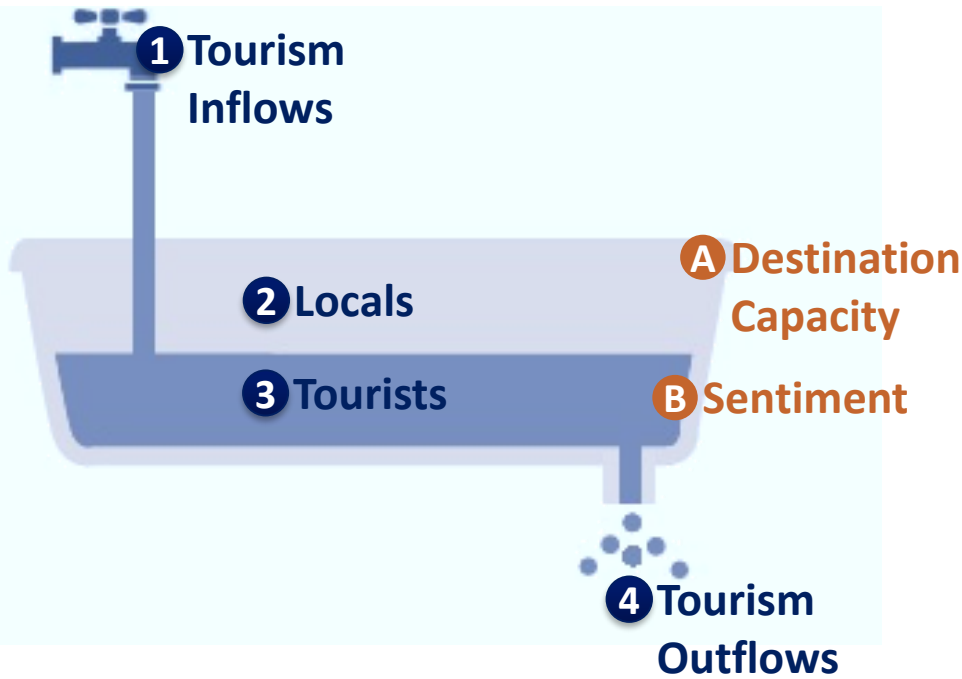 1 Tourism
Inflows
A Destination
Capacity
2 Locals
3 Tourists
B Sentiment
4 Tourism
Outflows